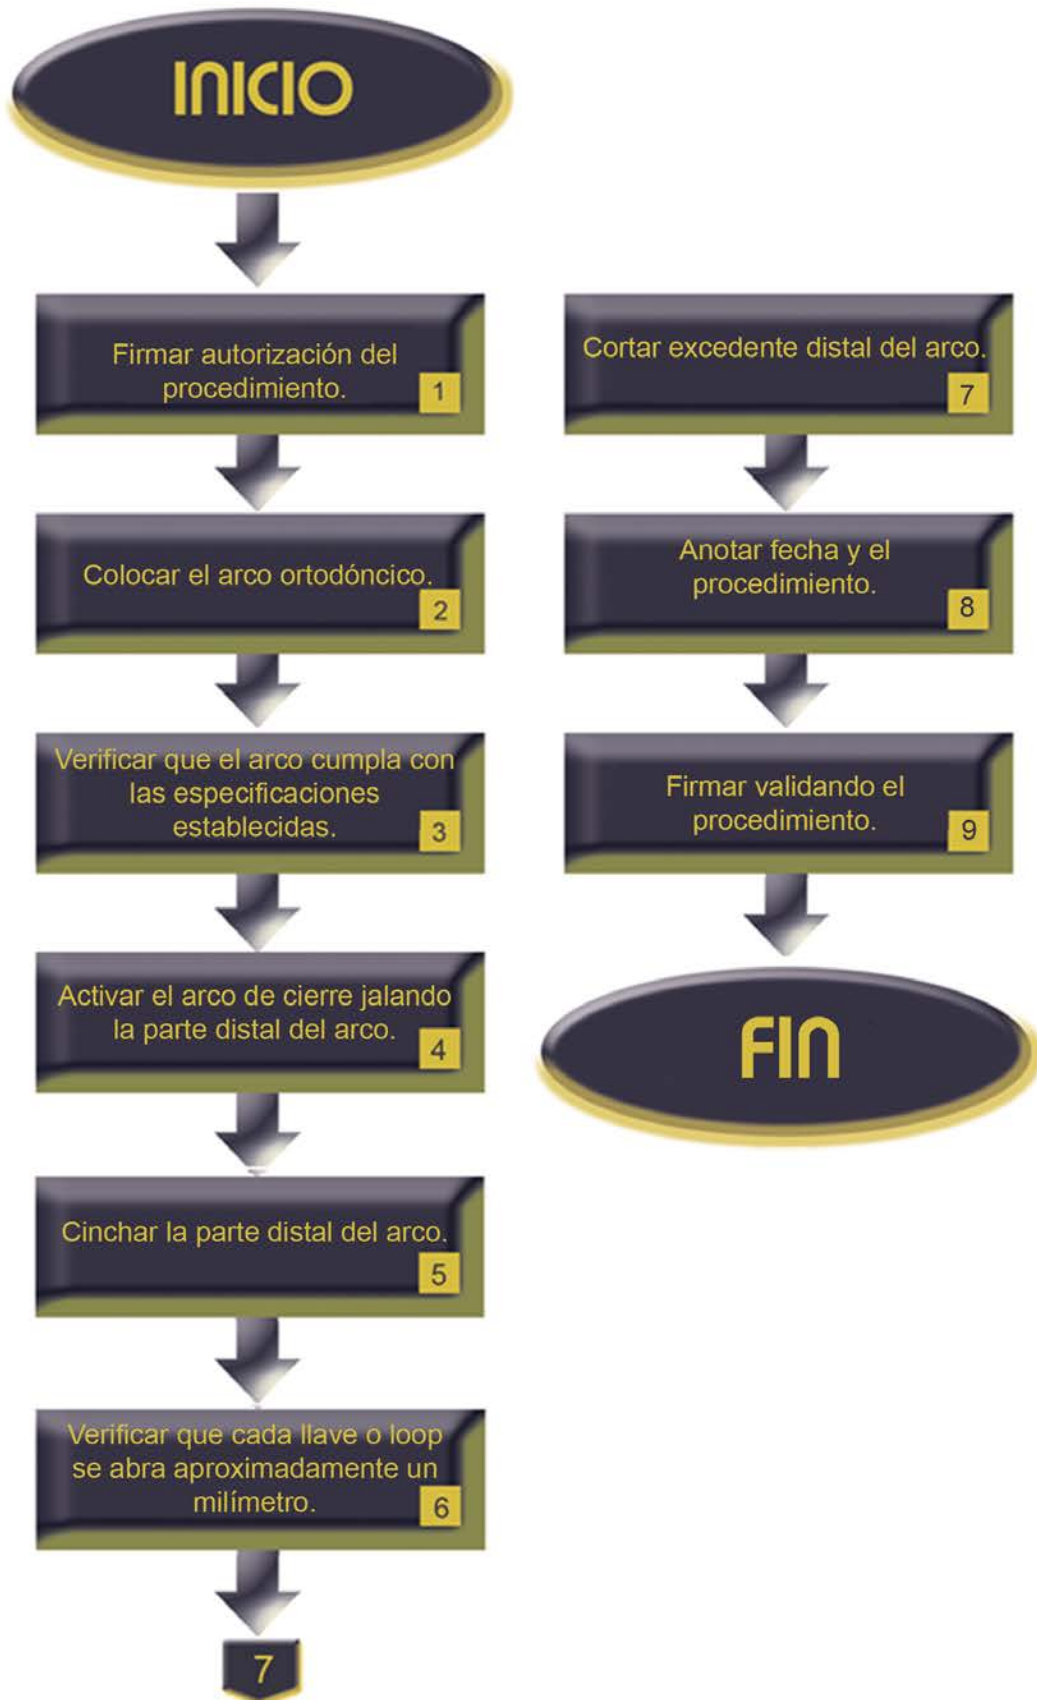 INICIO
Firmar autorización del
procedimiento.
1
Colocar el arco ortodóncico.
2
Verificar que el arco cumpla con
las especificaciones
establecidas.
3
Activar el arco de cierre jalando
la parte distal del arco.
4
Cinchar la parte distal del arco.
5
Verificar que cada llave o loop
se abra aproximadamente un
milímetro.
6
7
Cortar excedente distal del arco.
7
Anotar fecha y el
procedimiento.
8
Firmar validando el
procedimiento.
9
FIN